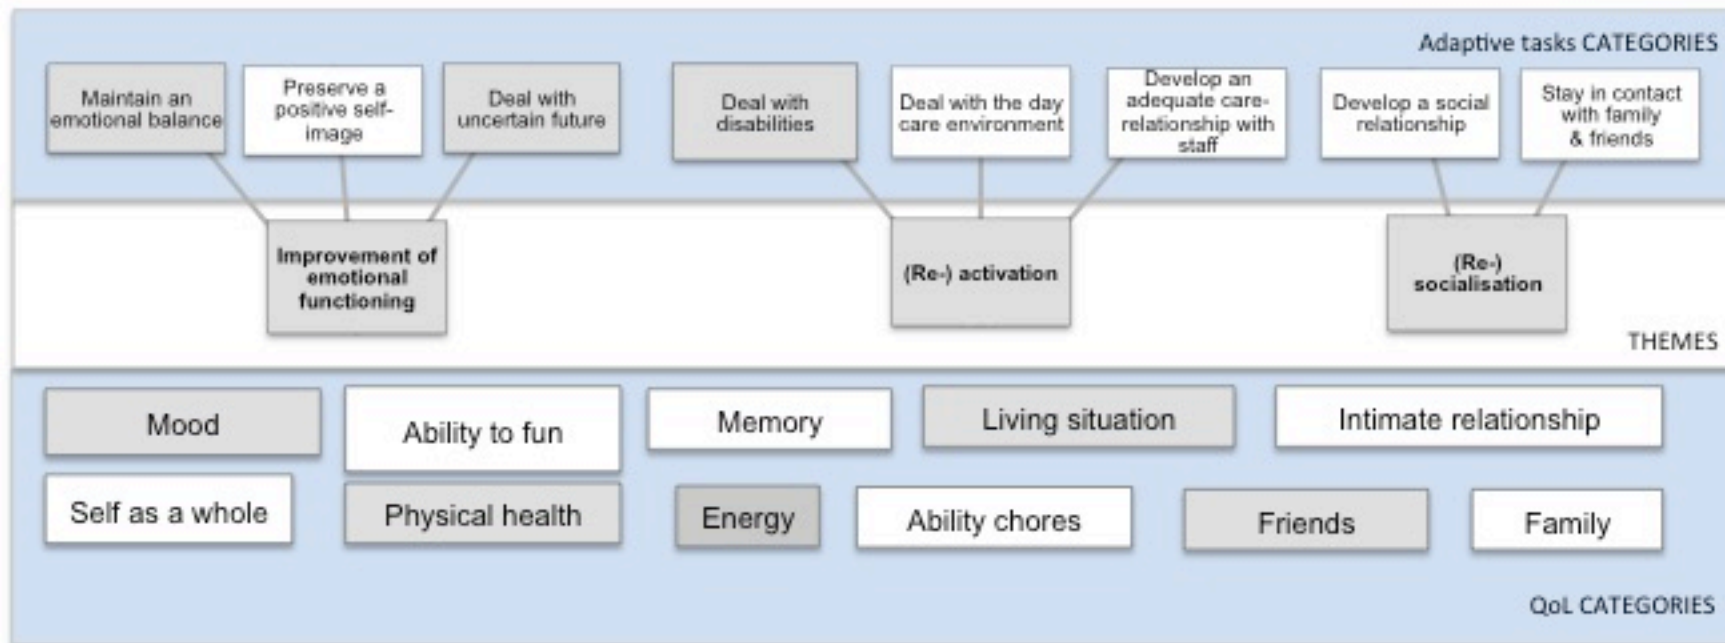 Adaptive tasks CATEGORIES
Maintain an
emotional balance
Preserve a
positive self-
image
Deal with
uncertain future
Deal with
disabilities
Deal with the day
care environment
Develop an
adequate care-
relationship with
staff
Develop a social
relationship
Stay in contact
with family
& friends
Improvement of
emotional
functioning
(Re-) activation
(Re-)
socialisation
THEMES
Mood
Ability to fun
Memory
Living situation
Intimate relationship
Self as a whole
Physical health
Energy
Ability chores
Friends
Family
QoL CATEGORIES